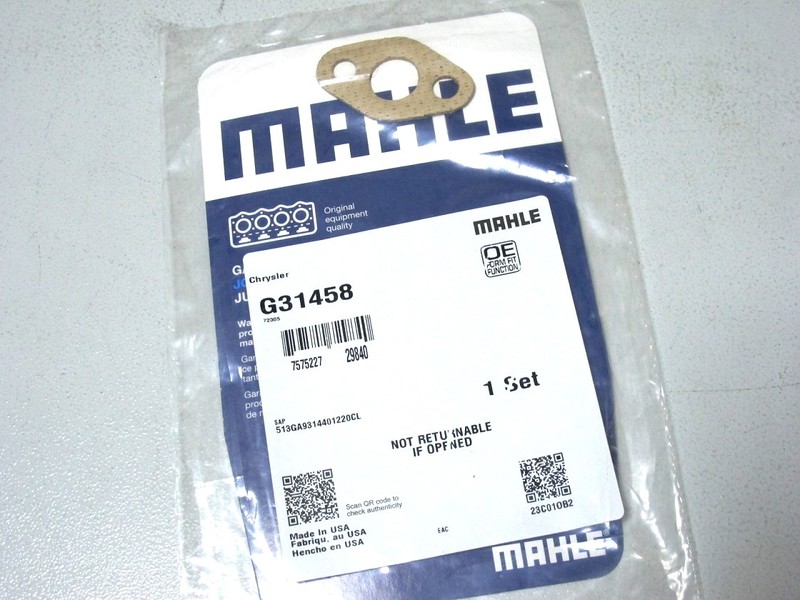 MAHLE
Original
equipment
quality
MAHLE
OE
FORM FIT
FUNCTION
Chrysler
G31458
72305
7575227 29840
1 Set
SAP
513GA9314401220CL
NOT RETURNABLE
IF OPENED
Scan QR code to
check authenticity
23C010B2
Made in USA
Fabriqu. au USA
Hencho en USA
EAC
MAHLE